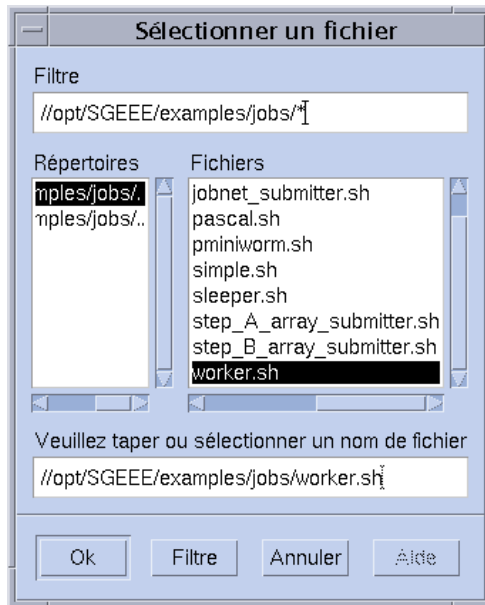 Sélectionner un fichier
Filtre
//opt/SGEEE/examples/jobs/*
Répertoires
Fichiers
mples/jobs/.
mples/jobs/..
jobnet_submitter.sh
pascal.sh
pminiworm.sh
simple.sh
sleeper.sh
step_A_array_submitter.sh
step_B_array_submitter.sh
worker.sh
Veuillez taper ou sélectionner un nom de fichier
//opt/SGEEE/examples/jobs/worker.sh
Ok
Filtre
Annuler
Aide